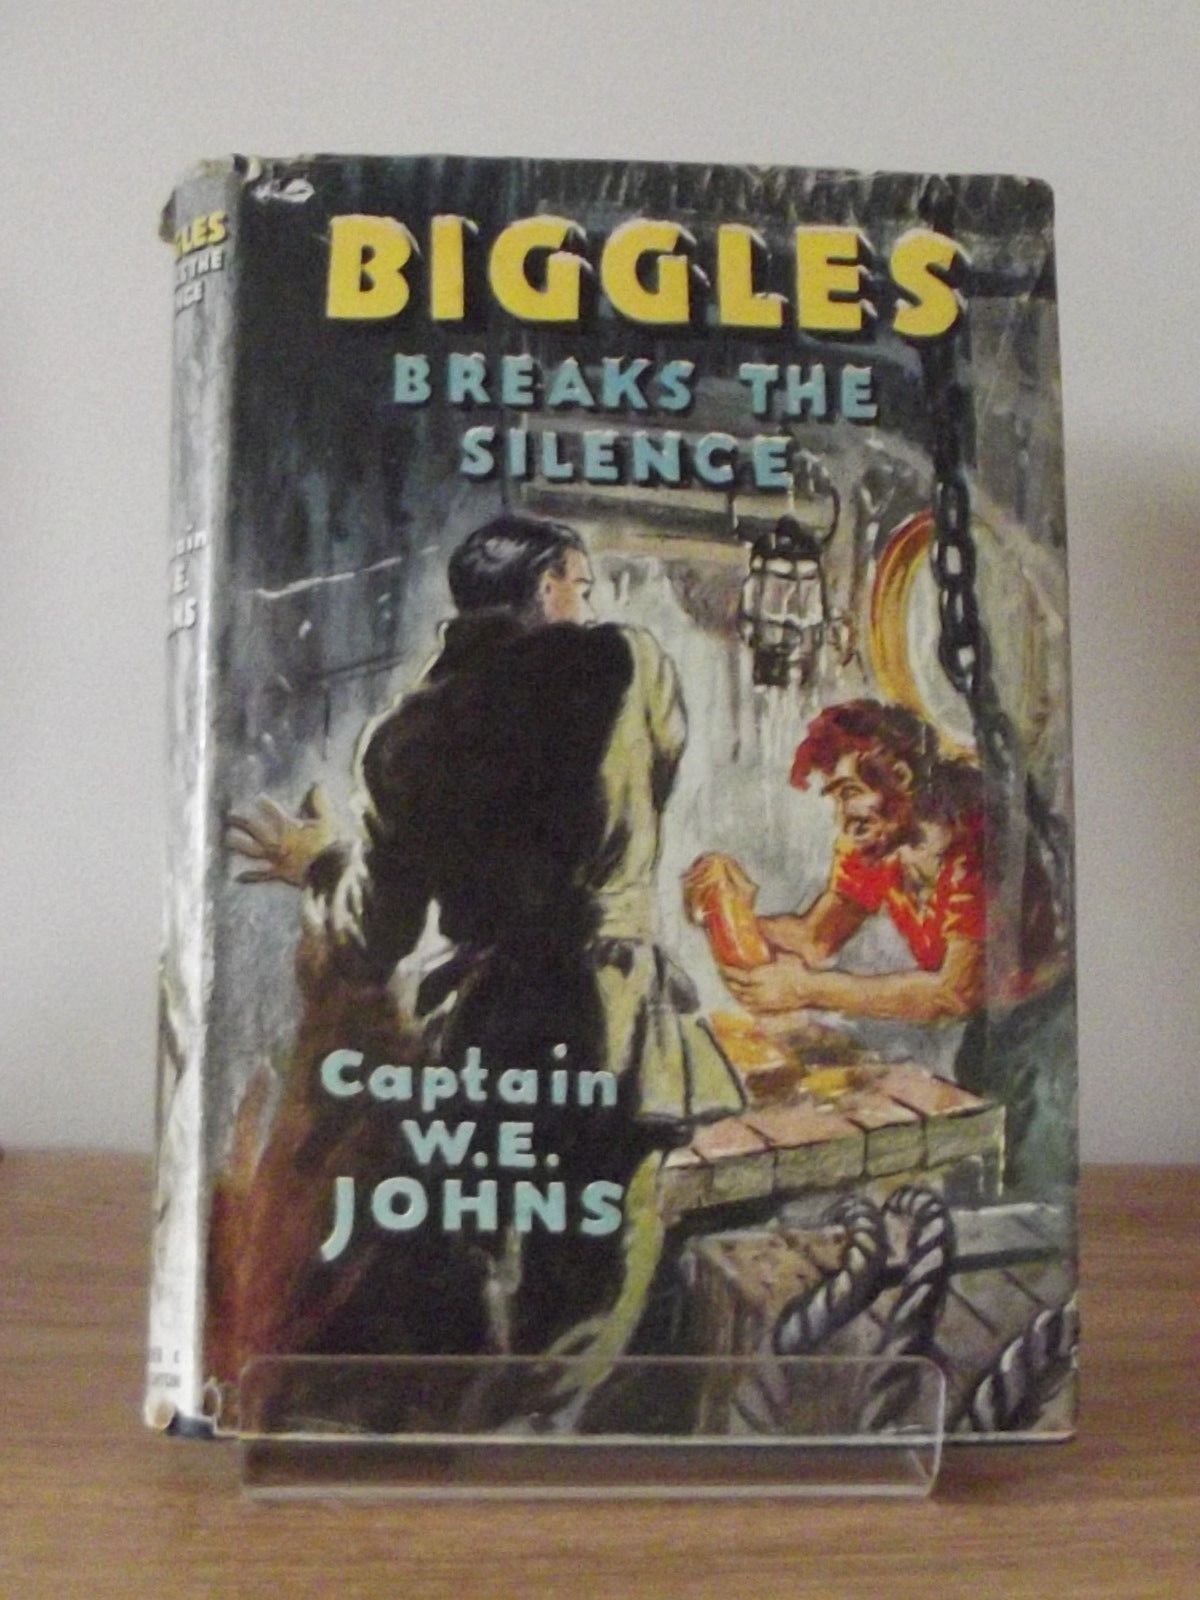 BIGGLES
BREAKS THE
SILENCE
Captain
W.E.
JOHNS